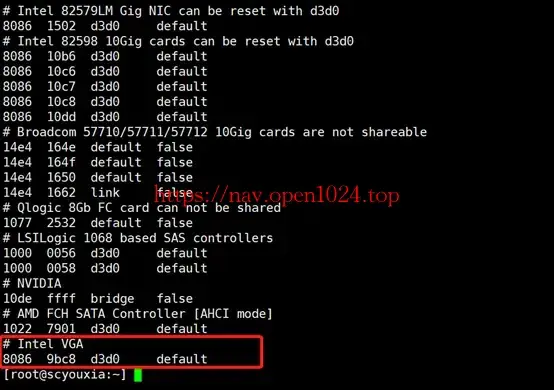 # Intel 82579LM Gig NIC can be reset with d3d0
8086  1502  d3d0     default
# Intel 82598 10Gig cards can be reset with d3d0
8086  10b6  d3d0     default
8086  10c6  d3d0     default
8086  10c7  d3d0     default
8086  10c8  d3d0     default
8086  10dd  d3d0     default
# Broadcom 57710/57711/57712 10Gig cards are not shareable
14e4  164e  default  false
14e4  164f  default  false
14e4  1650  default  false
14e4  1662  link     false
https://nav.open1024.top
# Qlogic 8Gb FC card can not be shared
1077  2532  default  false
# LSILogic 1068 based SAS controllers
1000  0056  d3d0     default
1000  0058  d3d0     default
# NVIDIA
10de  ffff  bridge   false
# AMD FCH SATA Controller [AHCI mode]
1022  7901  d3d0     default
# Intel VGA
8086  9bc8  d3d0     default
[root@scyouxia:~]